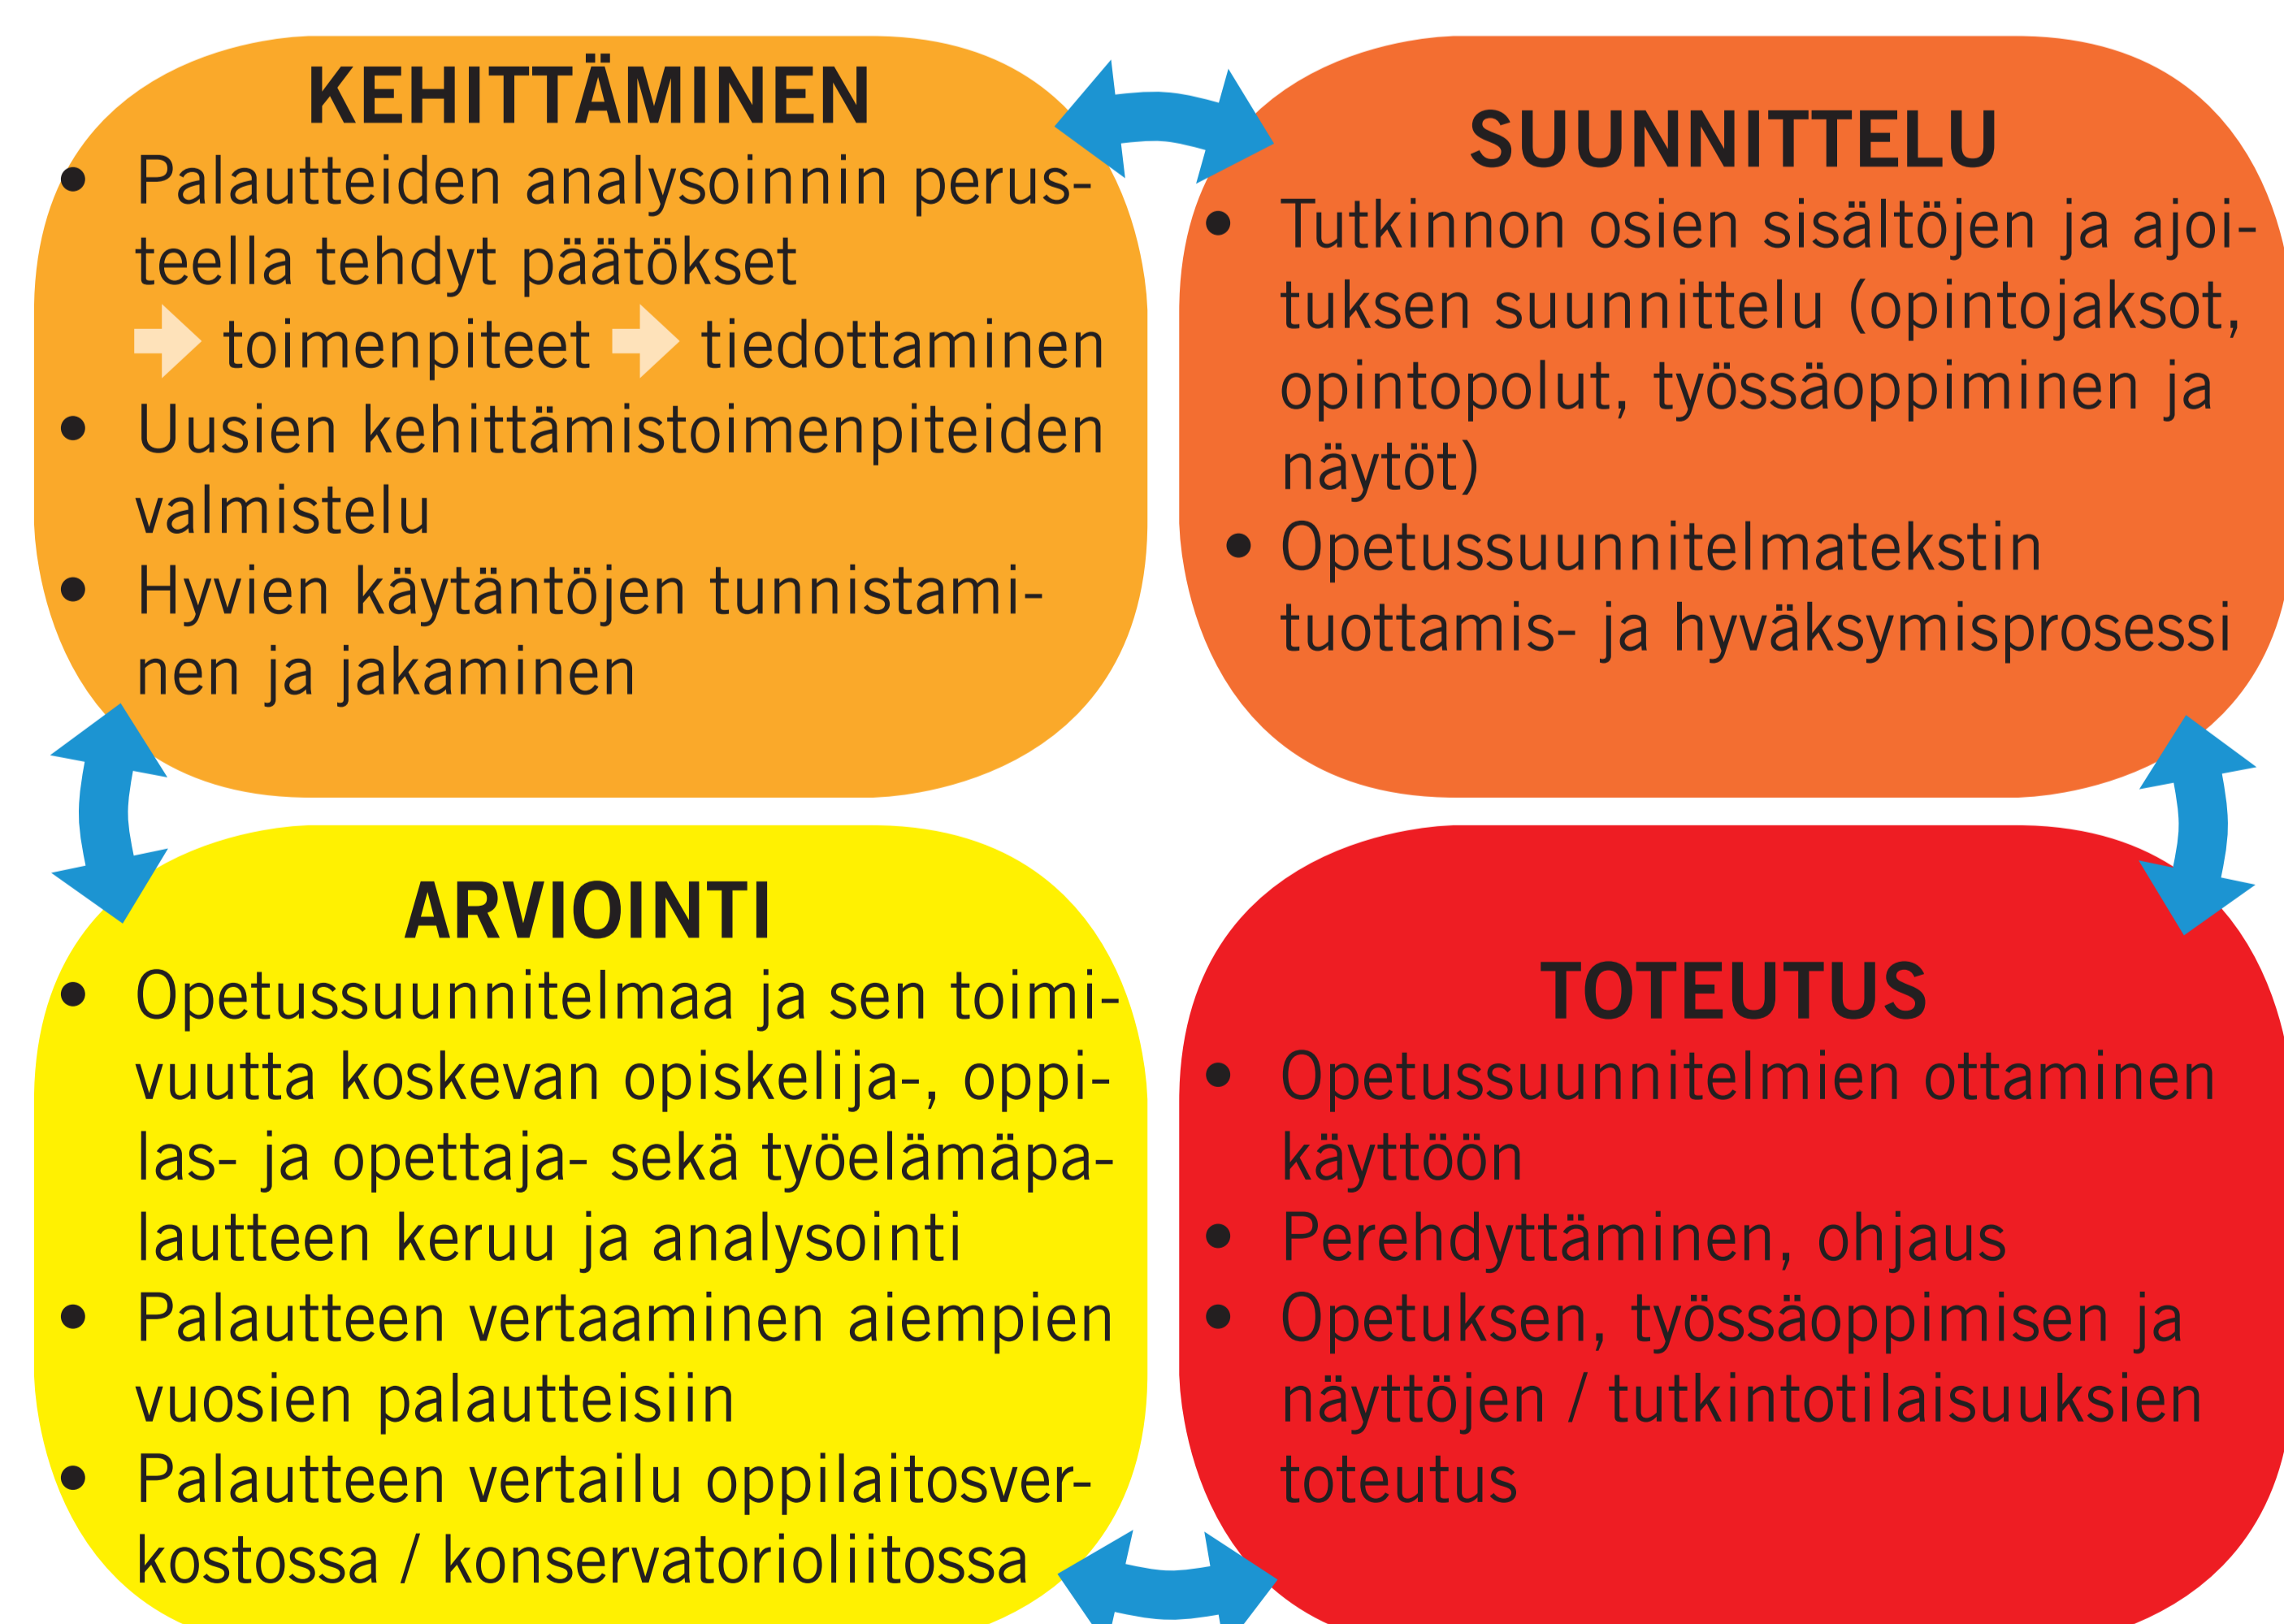 KEHITTÄMINEN
• Palautteiden analysoinnin perus-
teella tehdyt päätökset
toimenpiteet tiedottaminen
• Uusien kehittämistoimenpiteiden
valmistelu
• Hyvien käytäntöjen tunnistami-
nen ja jakaminen
SUUNNITTELU
• Tutkinnon osien sisältöjen ja ajoi-
tuksen suunnittelu (opintojaksot,
opintopolut, työssäoppiminen ja
näytöt)
• Opetussuunnitelmatekstin
tuottamis- ja hyväksymisprosessi
ARVIOINTI
• Opetussuunnitelmaa ja sen toimi-
vuutta koskevan opiskelija-, oppi-
las- ja opettaja- sekä työelämäpa-
lautteen keruu ja analysointi
• Palautteen vertaaminen aiempien
vuosien palautteisiin
• Palautteen vertailu oppilaitosver-
kostossa / konservatorioliitossa
TOTEUTUS
• Opetussuunnitelmien ottaminen
käyttöön
• Perehdyttäminen, ohjaus
• Opetuksen, työssäoppimisen ja
näyttöjen / tutkintotilaisuuksien
toteutus